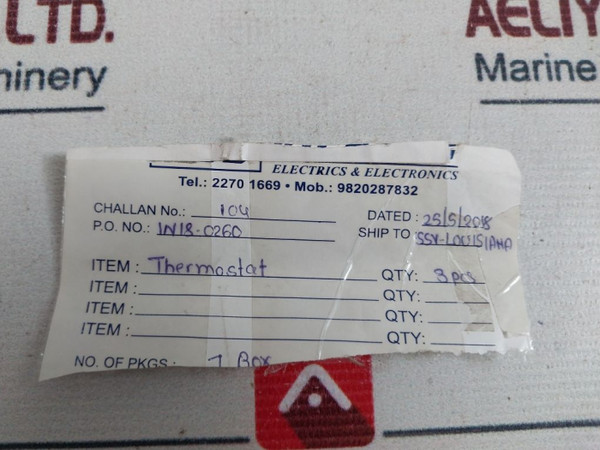 LTD.
AELIY
hinery
Marine
ELECTRICS & ELECTRONICS
Tel.: 2270 1669 • Mob.: 9820287832
CHALLAN No.: 104 DATED : 25/5/2018
P.O. NO.: IN18-0260 SHIP TO SSY-LOUISIANA
ITEM : Thermostat QTY: 3 pcs
ITEM : QTY:
ITEM : QTY:
ITEM : QTY:
NO. OF PKGS : 1 Box